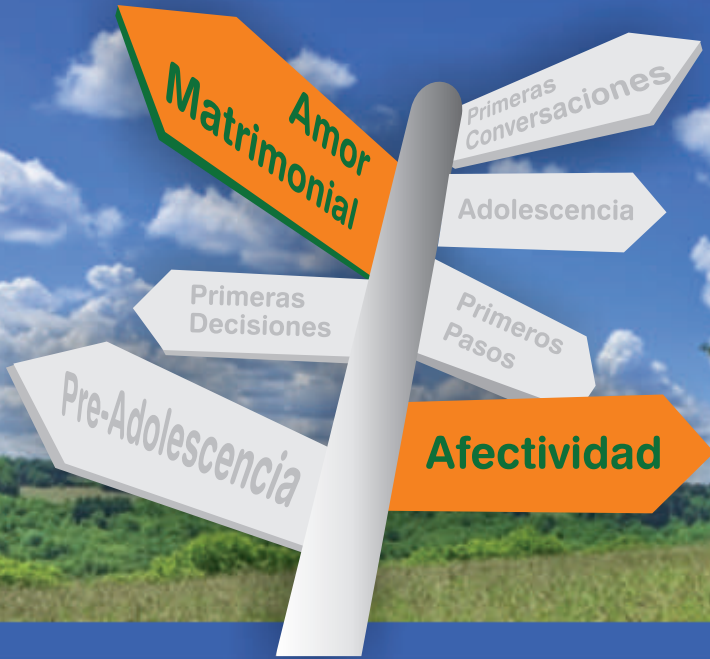 Amor
Matrimonial
Primeras
Conversaciones
Adolescencia
Primeras
Decisiones
Primeros
Pasos
Pre-Adolescencia
Afectividad